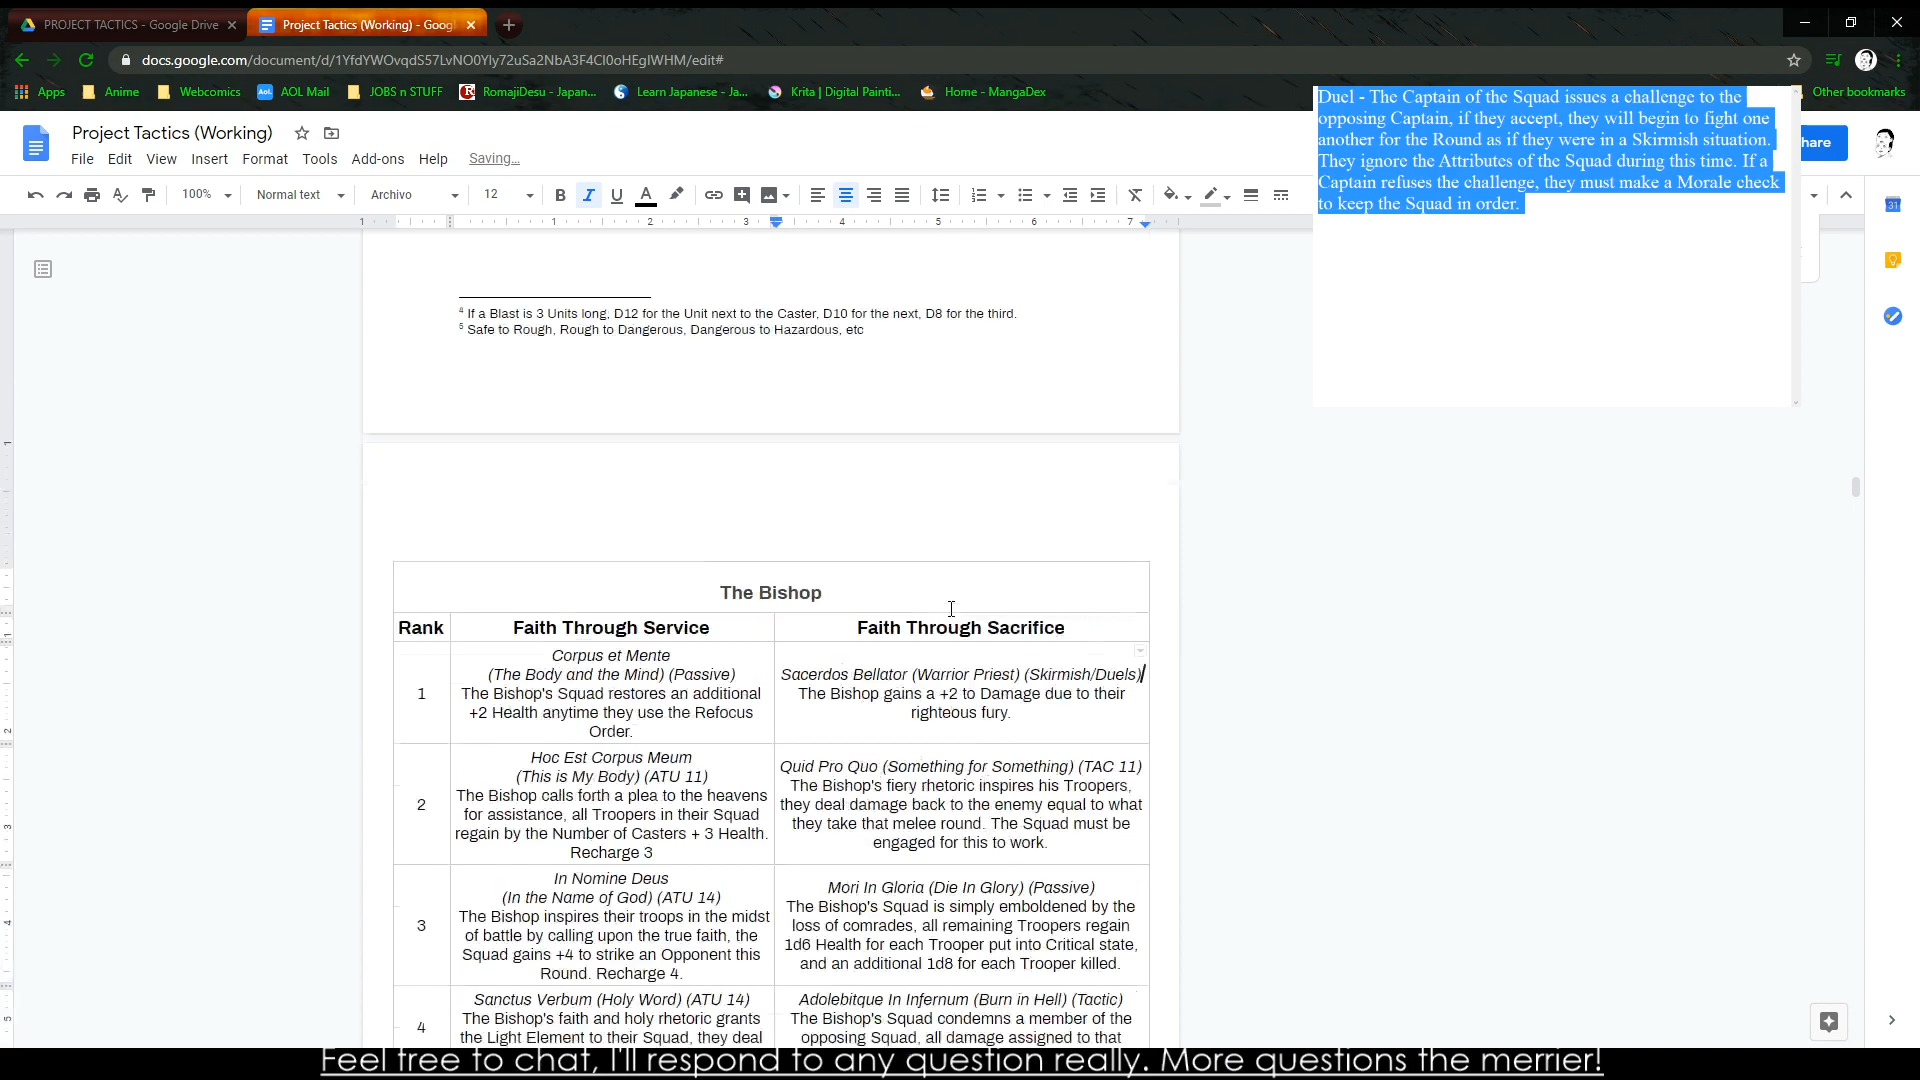 PROJECT TACTICS - Google Drive
Project Tactics (Working) - Goog
docs.google.com/document/d/1YfdYWOvqdS57LvNO0Yly72uSa2NbA3F4Cl0oHEglWHM/edit#
Apps
Anime
Webcomics
AOL Mail
JOBS n STUFF
RomajiDesu - Japan...
Learn Japanese - Ja...
Krita | Digital Painti...
Home - MangaDex
Other bookmarks
Duel - The Captain of the Squad issues a challenge to the
opposing Captain, if they accept, they will begin to fight one
another for the Round as if they were in a Skirmish situation.
They ignore the Attributes of the Squad during this time. If a
Captain refuses the challenge, they must make a Morale check
to keep the Squad in order.
Project Tactics (Working)
File Edit View Insert Format Tools Add-ons Help Saving...
hare
100% Normal text Archivo 12
4 If a Blast is 3 Units long, D12 for the Unit next to the Caster, D10 for the next, D8 for the third.
5 Safe to Rough, Rough to Dangerous, Dangerous to Hazardous, etc
The Bishop
Rank
Faith Through Service
Faith Through Sacrifice
1
Corpus et Mente
(The Body and the Mind) (Passive)
The Bishop's Squad restores an additional
+2 Health anytime they use the Refocus
Order.
Sacerdos Bellator (Warrior Priest) (Skirmish/Duels)
The Bishop gains a +2 to Damage due to their
righteous fury.
2
Hoc Est Corpus Meum
(This is My Body) (ATU 11)
The Bishop calls forth a plea to the heavens
for assistance, all Troopers in their Squad
regain by the Number of Casters + 3 Health.
Recharge 3
Quid Pro Quo (Something for Something) (TAC 11)
The Bishop's fiery rhetoric inspires his Troopers,
they deal damage back to the enemy equal to what
they take that melee round. The Squad must be
engaged for this to work.
3
In Nomine Deus
(In the Name of God) (ATU 14)
The Bishop inspires their troops in the midst
of battle by calling upon the true faith, the
Squad gains +4 to strike an Opponent this
Round. Recharge 4.
Mori In Gloria (Die In Glory) (Passive)
The Bishop's Squad is simply emboldened by the
loss of comrades, all remaining Troopers regain
1d6 Health for each Trooper put into Critical state,
and an additional 1d8 for each Trooper killed.
4
Sanctus Verbum (Holy Word) (ATU 14)
The Bishop's faith and holy rhetoric grants
the Light Element to their Squad, they deal
Adolebitque In Infernum (Burn in Hell) (Tactic)
The Bishop's Squad condemns a member of the
opposing Squad, all damage assigned to that
Feel free to chat, I'll respond to any question really. More questions the merrier!